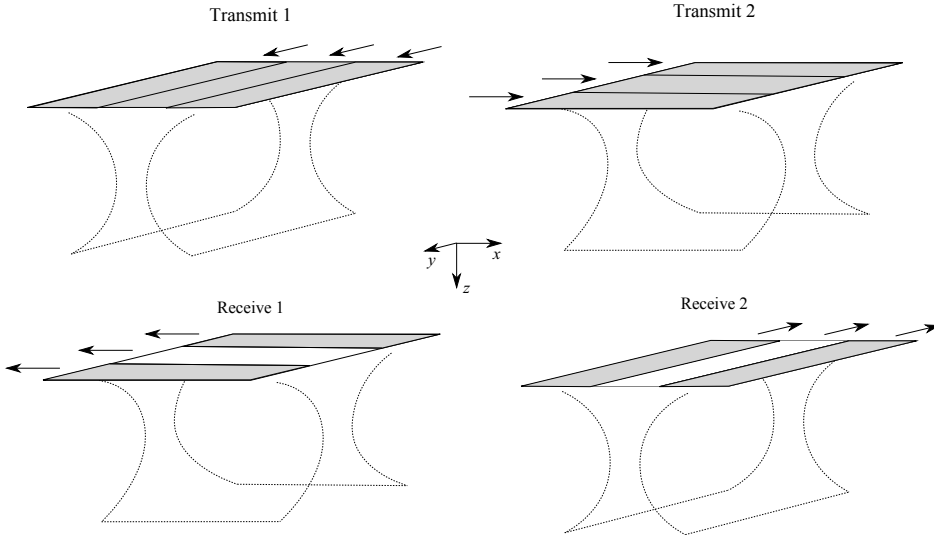 Transmit 1
Transmit 2
y
x
z
Receive 1
Receive 2